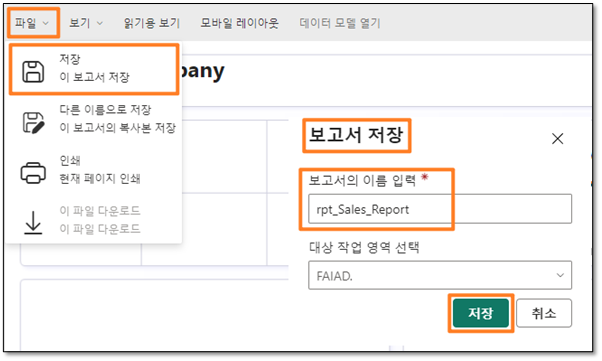 파일 보기 읽기용 보기 모바일 레이아웃 데이터 모델 열기
저장
이 보고서 저장
다른 이름으로 저장
이 보고서의 복사본 저장
인쇄
현재 페이지 인쇄
이 파일 다운로드
이 파일 다운로드
pany
보고서 저장
보고서의 이름 입력 *
rpt_Sales_Report
대상 작업 영역 선택
FAIAD.
저장 취소